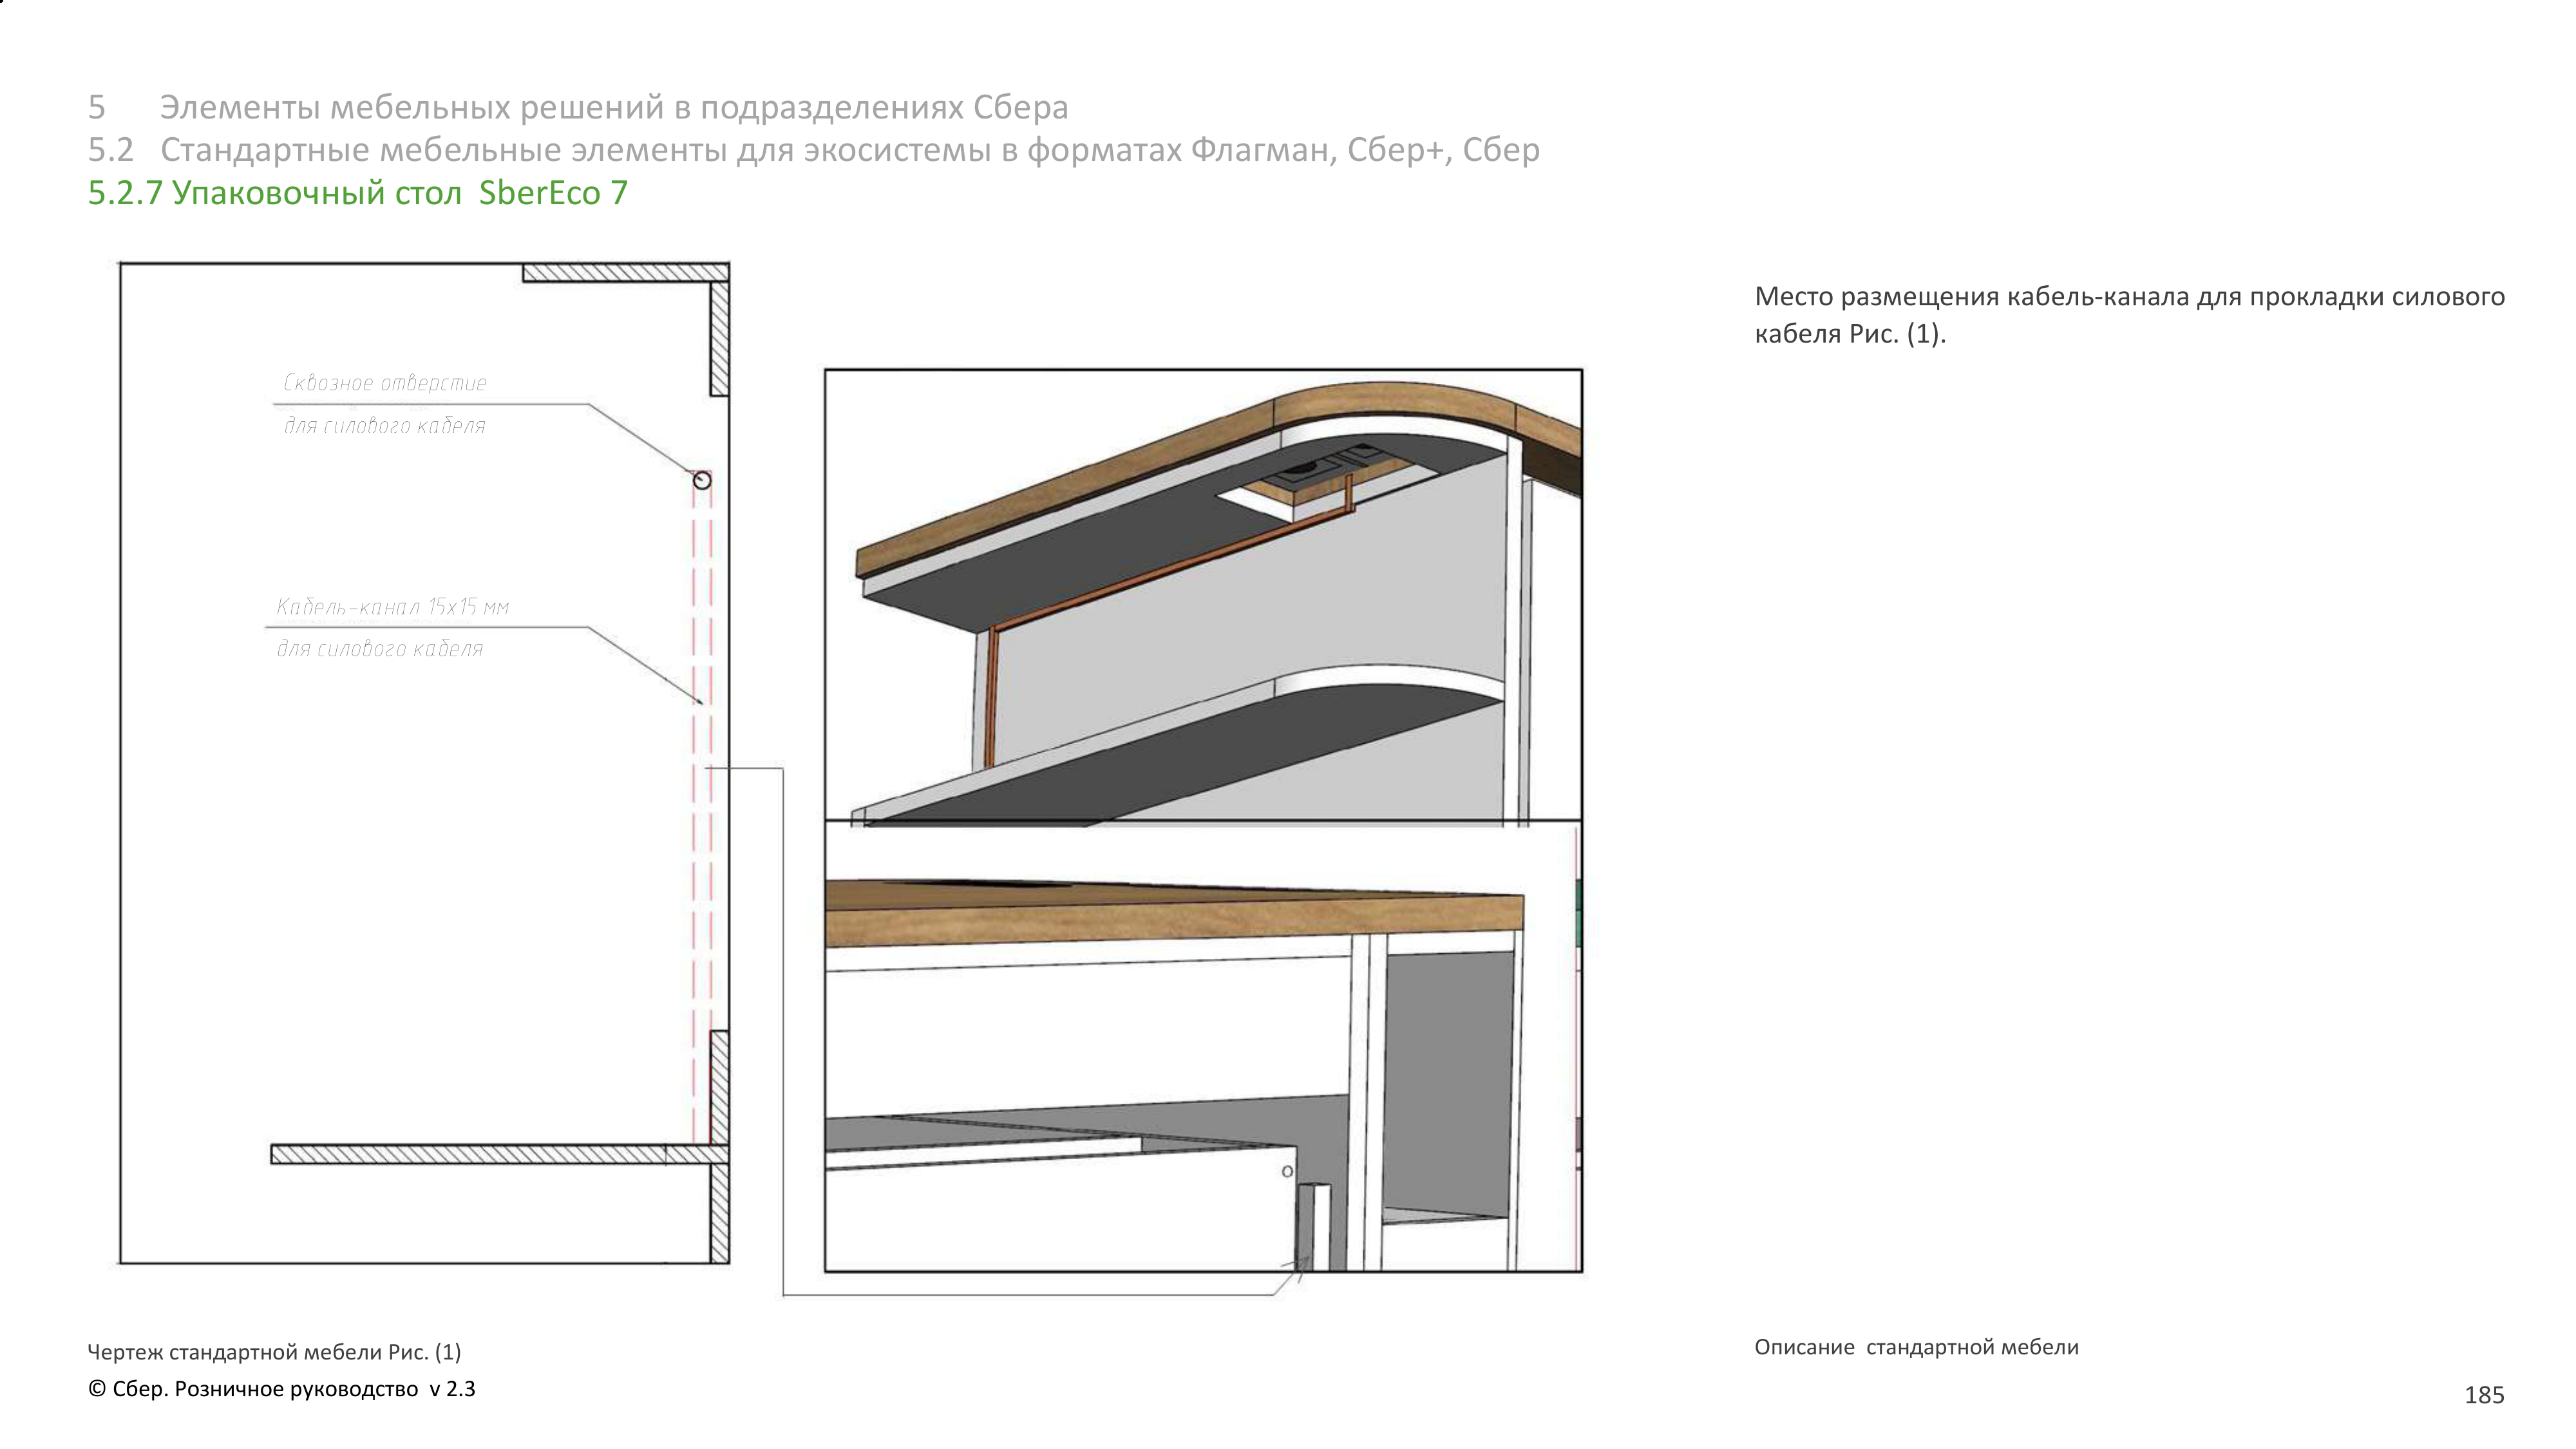 5 Элементы мебельных решений в подразделениях Сбера
5.2 Стандартные мебельные элементы для экосистемы в форматах Флагман, Сбер+, Сбер
5.2.7 Упаковочный стол SberEco 7
Сквозное отверстие
для силового кабеля
Кабель-канал 15х15 мм
для силового кабеля
Место размещения кабель-канала для прокладки силового
кабеля Рис. (1).
Чертеж стандартной мебели Рис. (1)
Описание стандартной мебели
© Сбер. Розничное руководство v 2.3
185